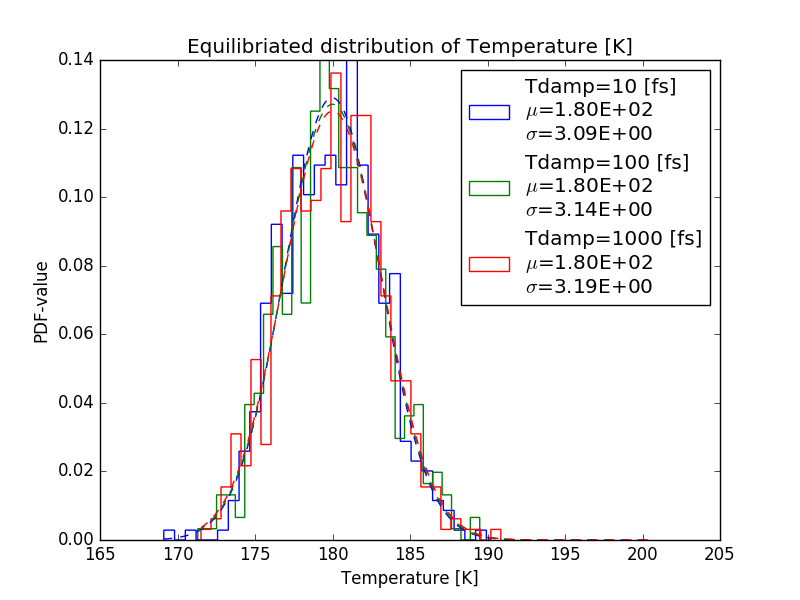 Equilibriated distribution of Temperature [K]
0.14
0.12
0.10
0.08
0.06
0.04
0.02
0.00
PDF-value
165
170
175
180
185
190
195
200
205
Temperature [K]
Tdamp=10 [fs]
μ=1.80E+02
σ=3.09E+00
Tdamp=100 [fs]
μ=1.80E+02
σ=3.14E+00
Tdamp=1000 [fs]
μ=1.80E+02
σ=3.19E+00